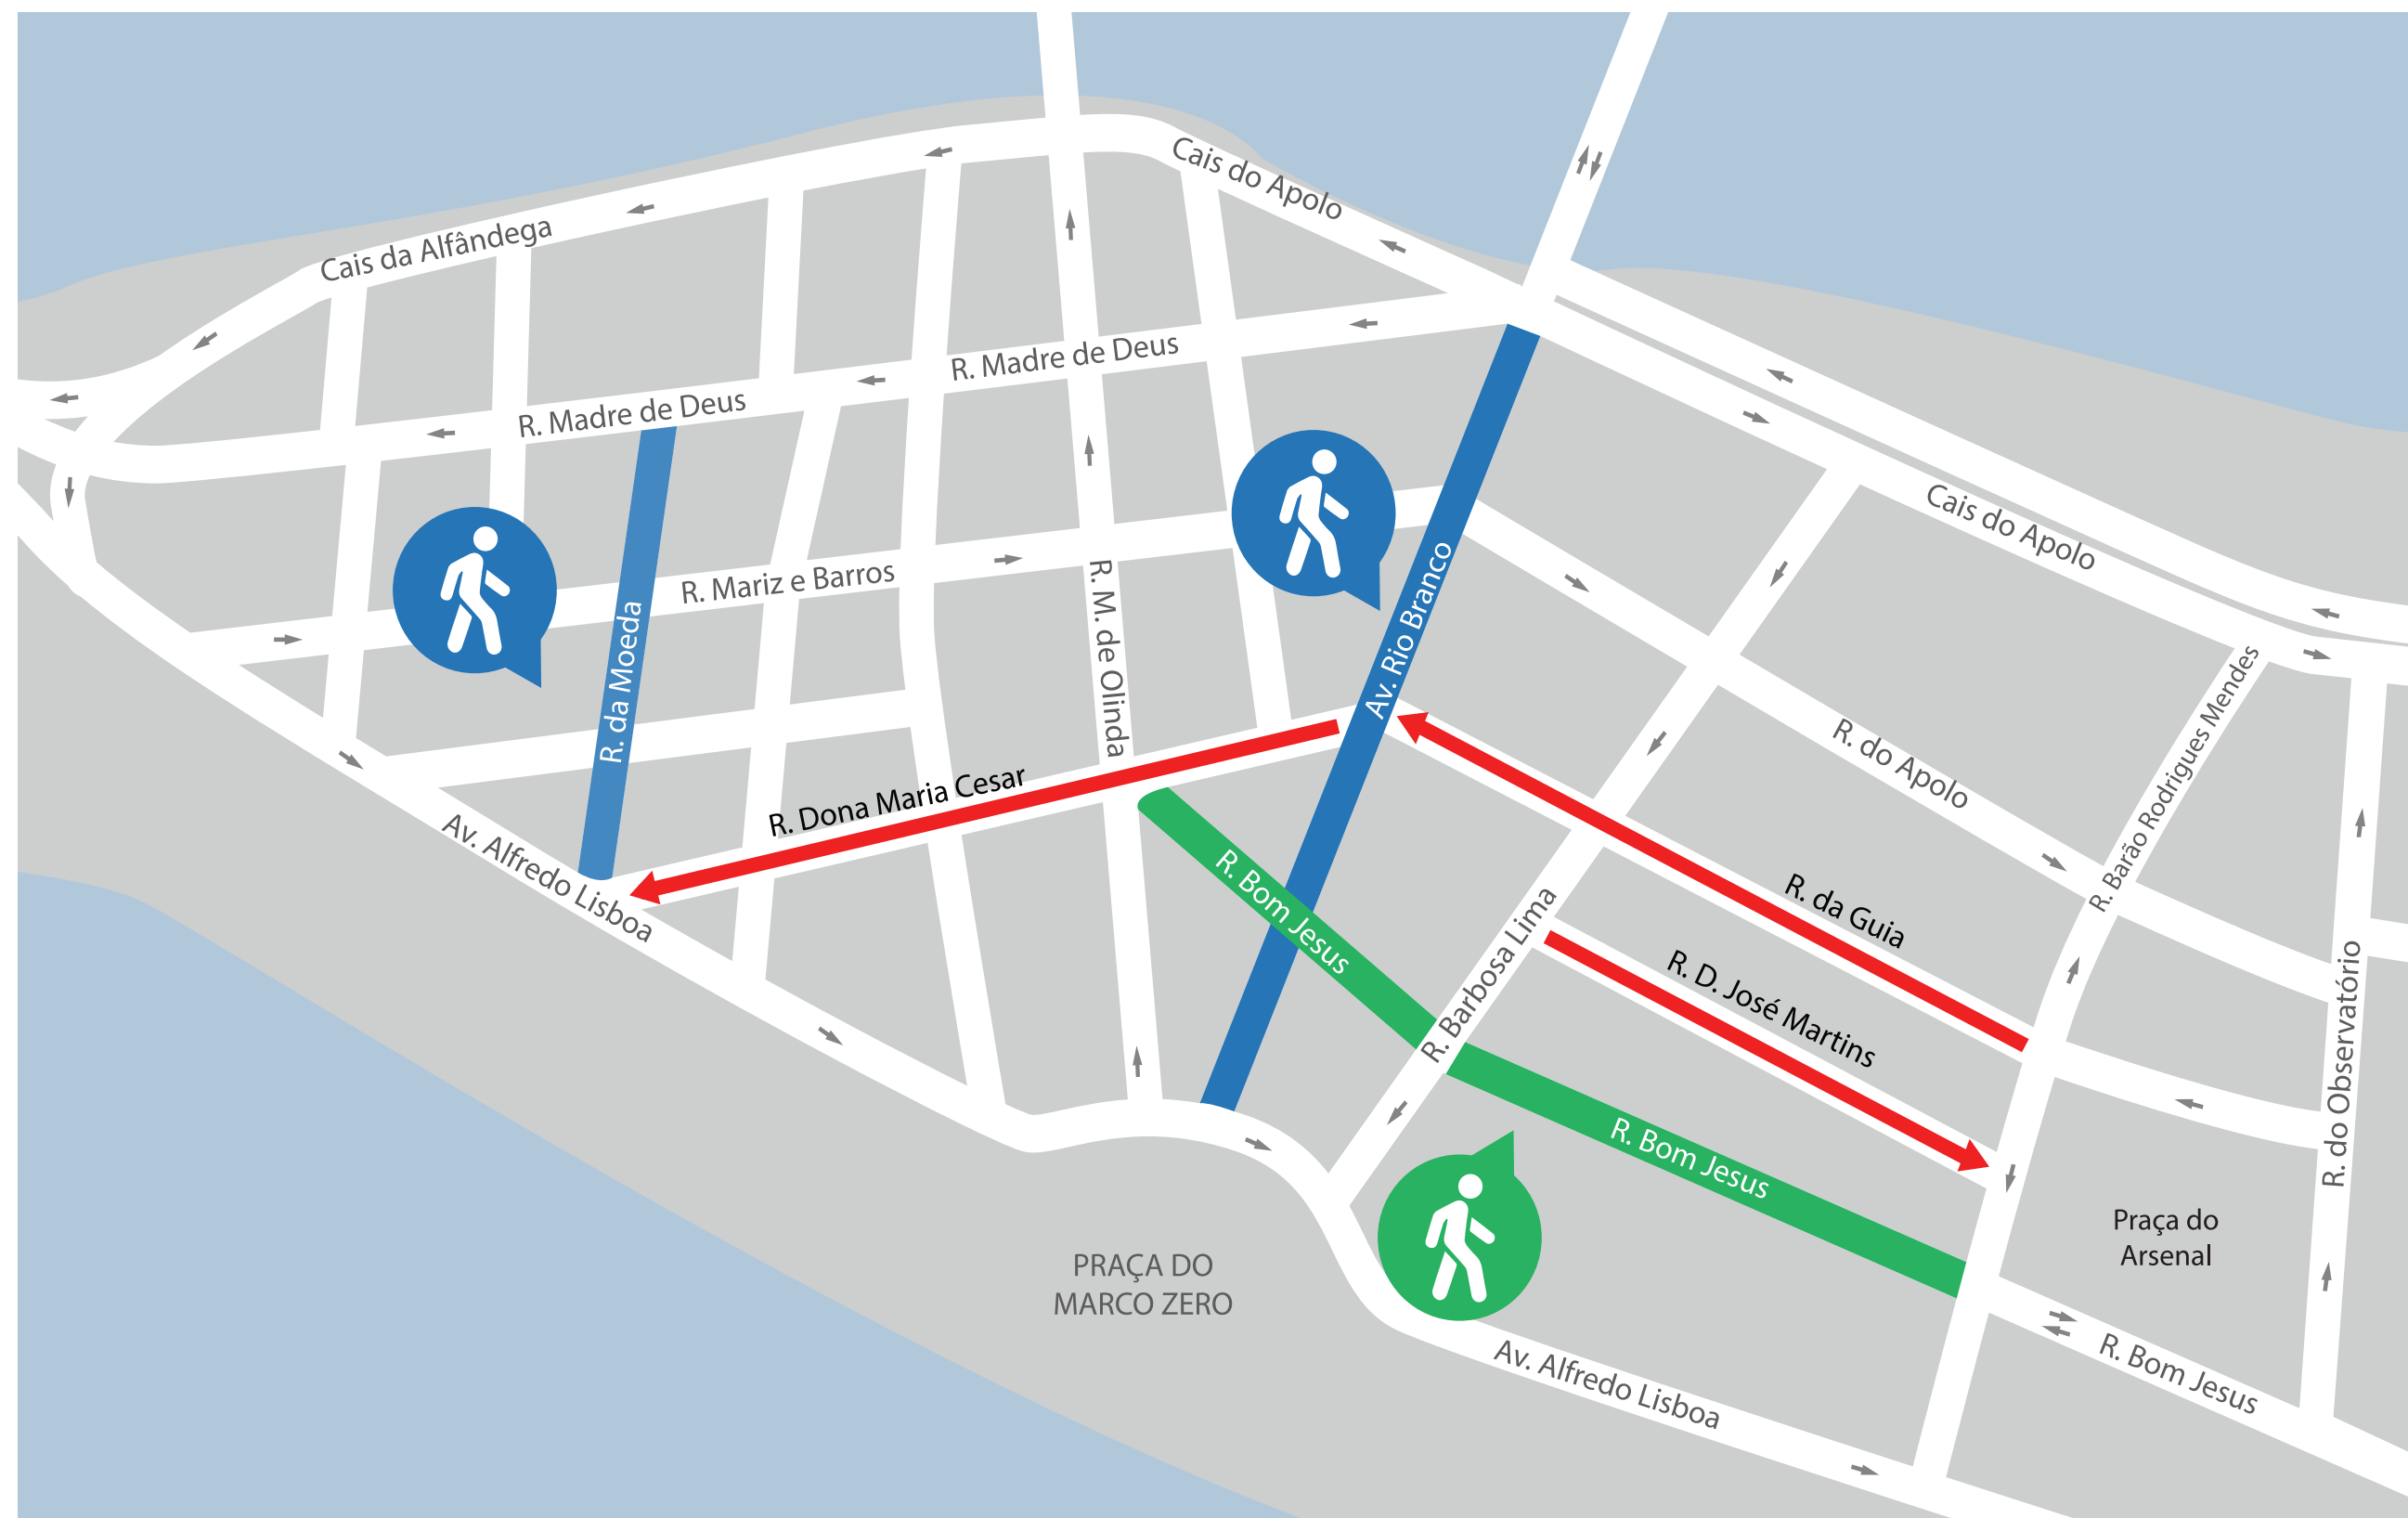 Cais do Apolo
Cais da Alfândega
R. Madre de Deus
R. Madre de Deus
Cais do Apolo
R. Mariz e Barros
R. M. de Olinda
Av. Rio Branco
R. da Moeda
R. Barão Rodrigues Mendes
R. do Apolo
R. Dona Maria Cesar
Av. Alfredo Lisboa
R. Bom Jesus
R. da Guia
R. Barbosa Lima
R. D. José Martins
R. do Observatório
R. Bom Jesus
Praça do
Arsenal
PRAÇA DO
MARCO ZERO
R. Bom Jesus
Av. Alfredo Lisboa